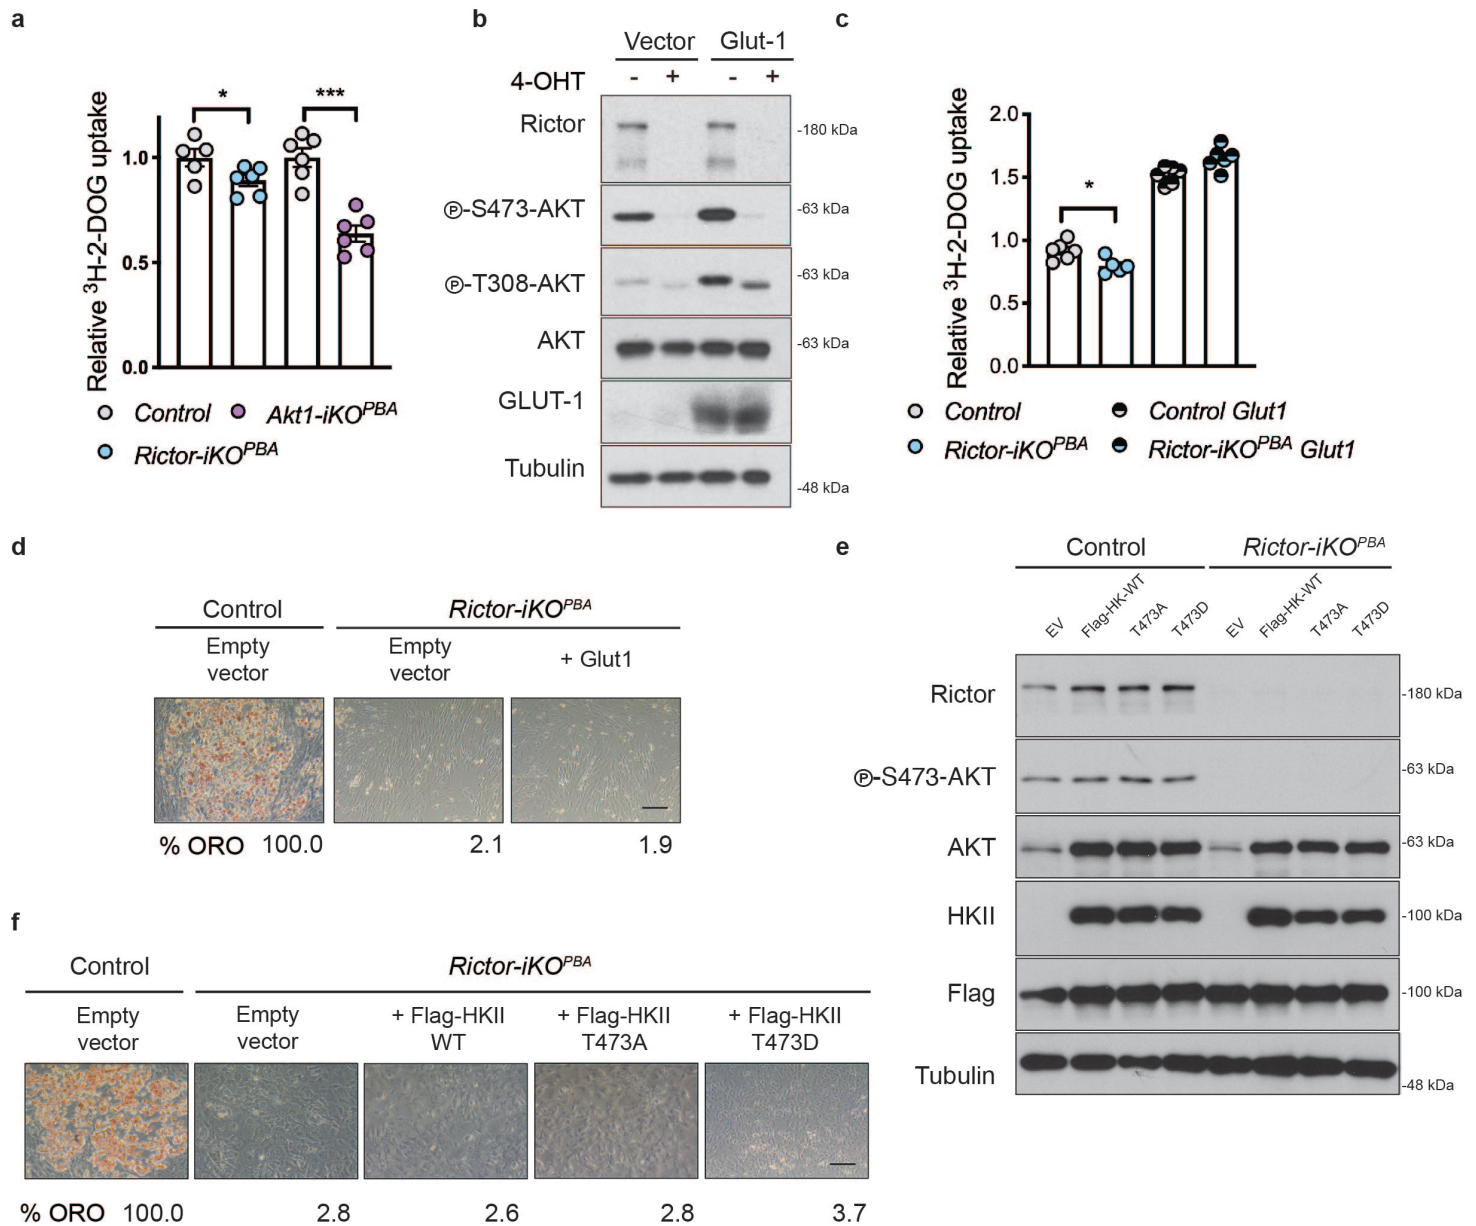 a
Relative ³H-2-DOG uptake
1.0
0.5
0.0
*
***
Control
Akt1-iKO^PBA
Rictor-iKO^PBA
b
Vector
Glut-1
4-OHT
- + - +
Rictor
-180 kDa
Ⓟ-S473-AKT
-63 kDa
Ⓟ-T308-AKT
-63 kDa
AKT
-63 kDa
GLUT-1
Tubulin
-48 kDa
c
Relative ³H-2-DOG uptake
2.0
1.5
1.0
0.5
0.0
*
Control
Control Glut1
Rictor-iKO^PBA
Rictor-iKO^PBA Glut1
d
Control
Rictor-iKO^PBA
Empty
vector
Empty
vector
+ Glut1
% ORO 100.0 2.1 1.9
e
Control
Rictor-iKO^PBA
EV Flag-HK-WT T473A T473D EV Flag-HK-WT T473A T473D
Rictor
-180 kDa
Ⓟ-S473-AKT
-63 kDa
AKT
-63 kDa
HKII
-100 kDa
Flag
-100 kDa
Tubulin
-48 kDa
f
Control
Rictor-iKO^PBA
Empty
vector
Empty
vector
+ Flag-HKII
WT
+ Flag-HKII
T473A
+ Flag-HKII
T473D
% ORO 100.0 2.8 2.6 2.8 3.7